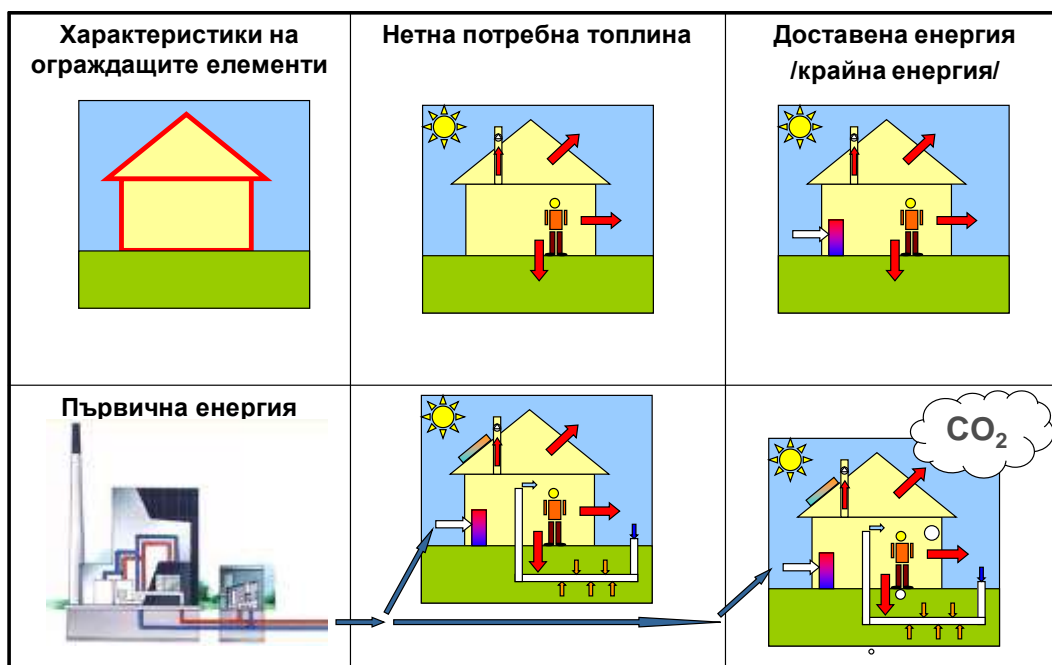 Характеристики на
ограждащите елементи
Нетна потребна топлина
Доставена енергия
/крайна енергия/
Първична енергия
CO₂